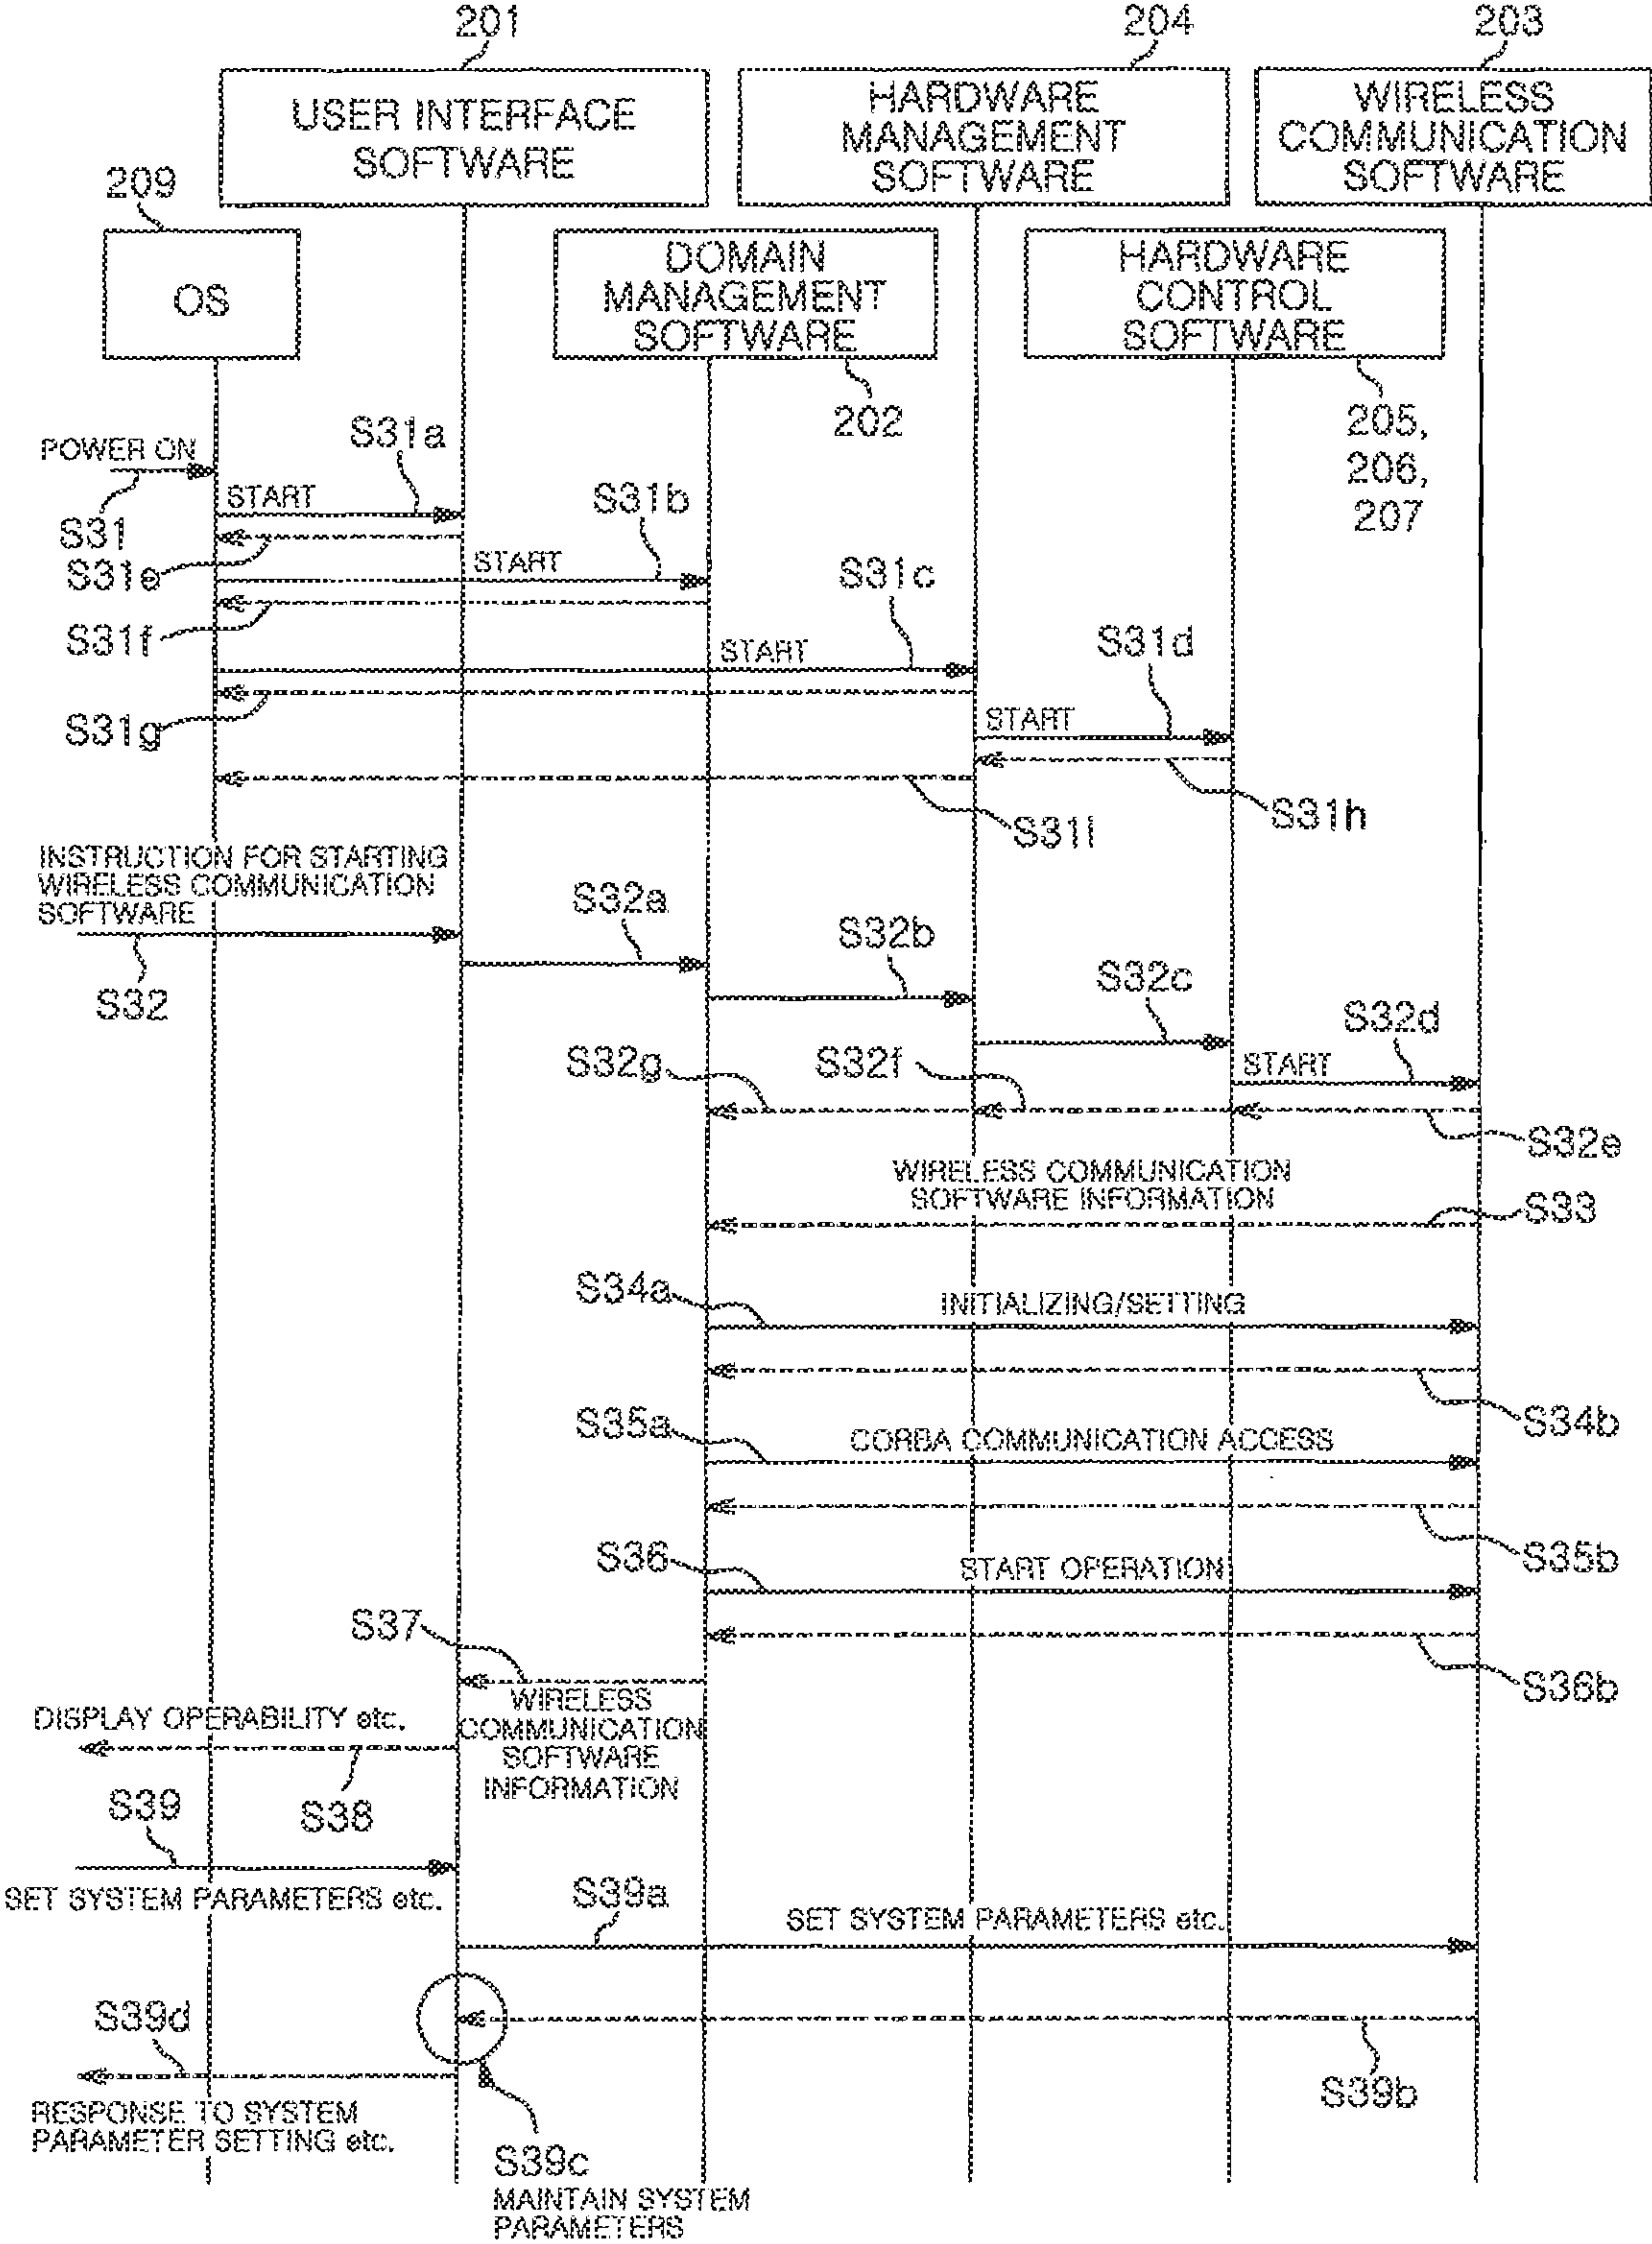 201
204
203
USER INTERFACE
SOFTWARE
HARDWARE
MANAGEMENT
SOFTWARE
WIRELESS
COMMUNICATION
SOFTWARE
209
OS
DOMAIN
MANAGEMENT
SOFTWARE
HARDWARE
CONTROL
SOFTWARE
202
205,
206,
207
POWER ON
S31
START
S31a
S31e
START
S31b
S31f
START
S31c
S31g
START
S31d
S31h
S31i
INSTRUCTION FOR STARTING
WIRELESS COMMUNICATION
SOFTWARE
S32
S32a
S32b
S32c
START
S32d
S32g
S32f
S32e
WIRELESS COMMUNICATION
SOFTWARE INFORMATION
S33
S34a
INITIALIZING/SETTING
S34b
S35a
CORBA COMMUNICATION ACCESS
S35b
S36
START OPERATION
S36b
S37
WIRELESS
COMMUNICATION
SOFTWARE
INFORMATION
DISPLAY OPERABILITY etc.
S38
S39
SET SYSTEM PARAMETERS etc.
S39a
SET SYSTEM PARAMETERS etc.
S39b
S39d
RESPONSE TO SYSTEM
PARAMETER SETTING etc.
S39c
MAINTAIN SYSTEM
PARAMETERS